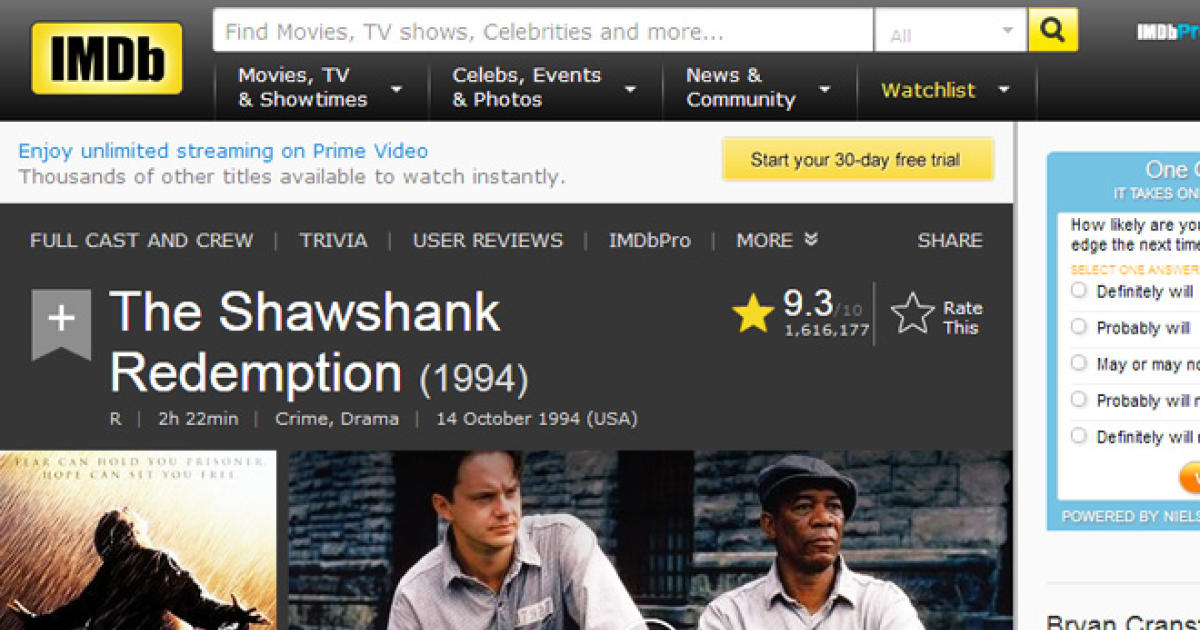 IMDb
Find Movies, TV shows, Celebrities and more...
All
IMDbPr
Movies, TV
& Showtimes
Celebs, Events
& Photos
News &
Community
Watchlist
Enjoy unlimited streaming on Prime Video
Thousands of other titles available to watch instantly.
Start your 30-day free trial
FULL CAST AND CREW | TRIVIA | USER REVIEWS | IMDbPro | MORE
SHARE
+
The Shawshank
Redemption (1994)
R | 2h 22min | Crime, Drama | 14 October 1994 (USA)
9.3/10
1,616,177
Rate
This
FEAR CAN HOLD YOU PRISONER.
HOPE CAN SET YOU FREE.
One
IT TAKES ON
How likely are you
edge the next time
SELECT ONE ANSWER
Definitely will
Probably will
May or may no
Probably will
Definitely will
POWERED BY NIELS
Bryan Crans